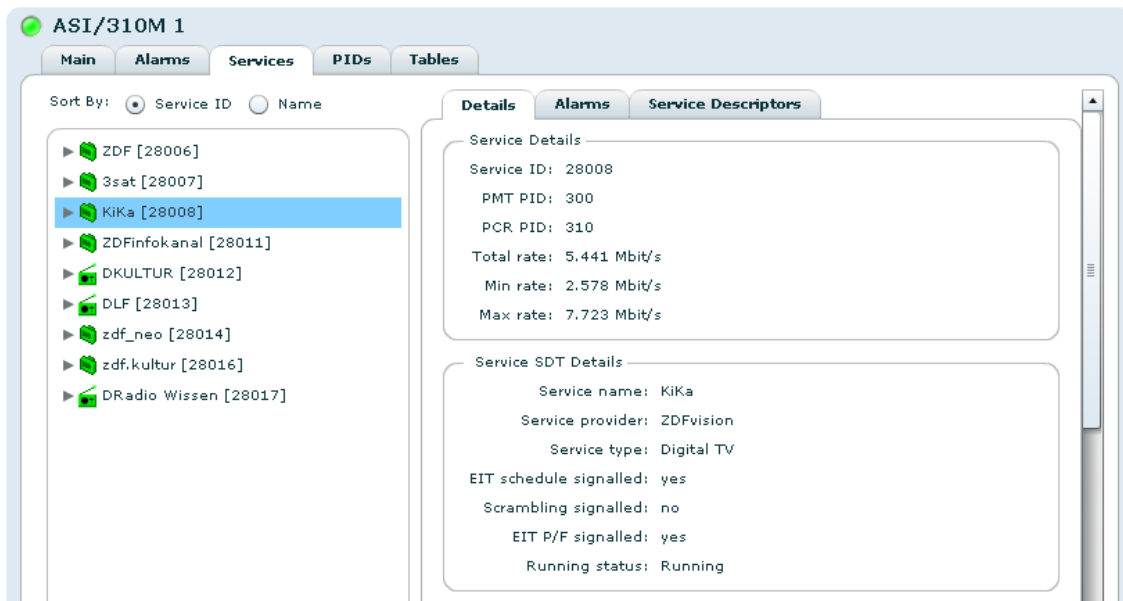 ASI/310M 1
Main Alarms Services PIDs Tables
Sort By: Service ID Name
ZDF [28006]
3sat [28007]
KiKa [28008]
ZDFinfokanal [28011]
DKULTUR [28012]
DLF [28013]
zdf_neo [28014]
zdf.kultur [28016]
DRadio Wissen [28017]
Details Alarms Service Descriptors
Service Details
Service ID: 28008
PMT PID: 300
PCR PID: 310
Total rate: 5.441 Mbit/s
Min rate: 2.578 Mbit/s
Max rate: 7.723 Mbit/s
Service SDT Details
Service name: KiKa
Service provider: ZDFvision
Service type: Digital TV
EIT schedule signalled: yes
Scrambling signalled: no
EIT P/F signalled: yes
Running status: Running